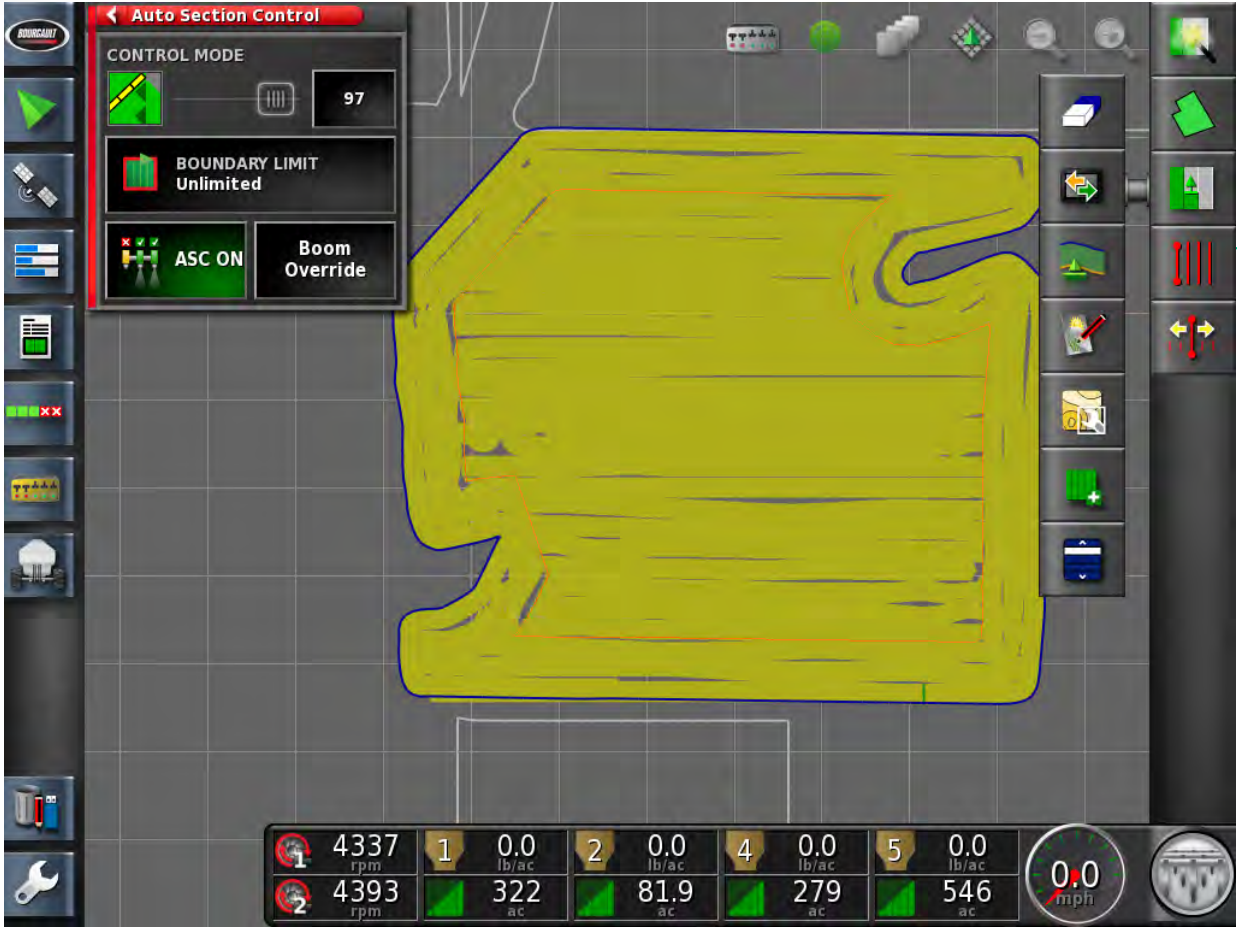 BOURGAULT
Auto Section Control
CONTROL MODE
97
BOUNDARY LIMIT
Unlimited
ASC ON
Boom
Override
1 4337 rpm
1 0.0 lb/ac
2 0.0 lb/ac
4 0.0 lb/ac
5 0.0 lb/ac
2 4393 rpm
322 ac
81.9 ac
279 ac
546 ac
0.0
mph